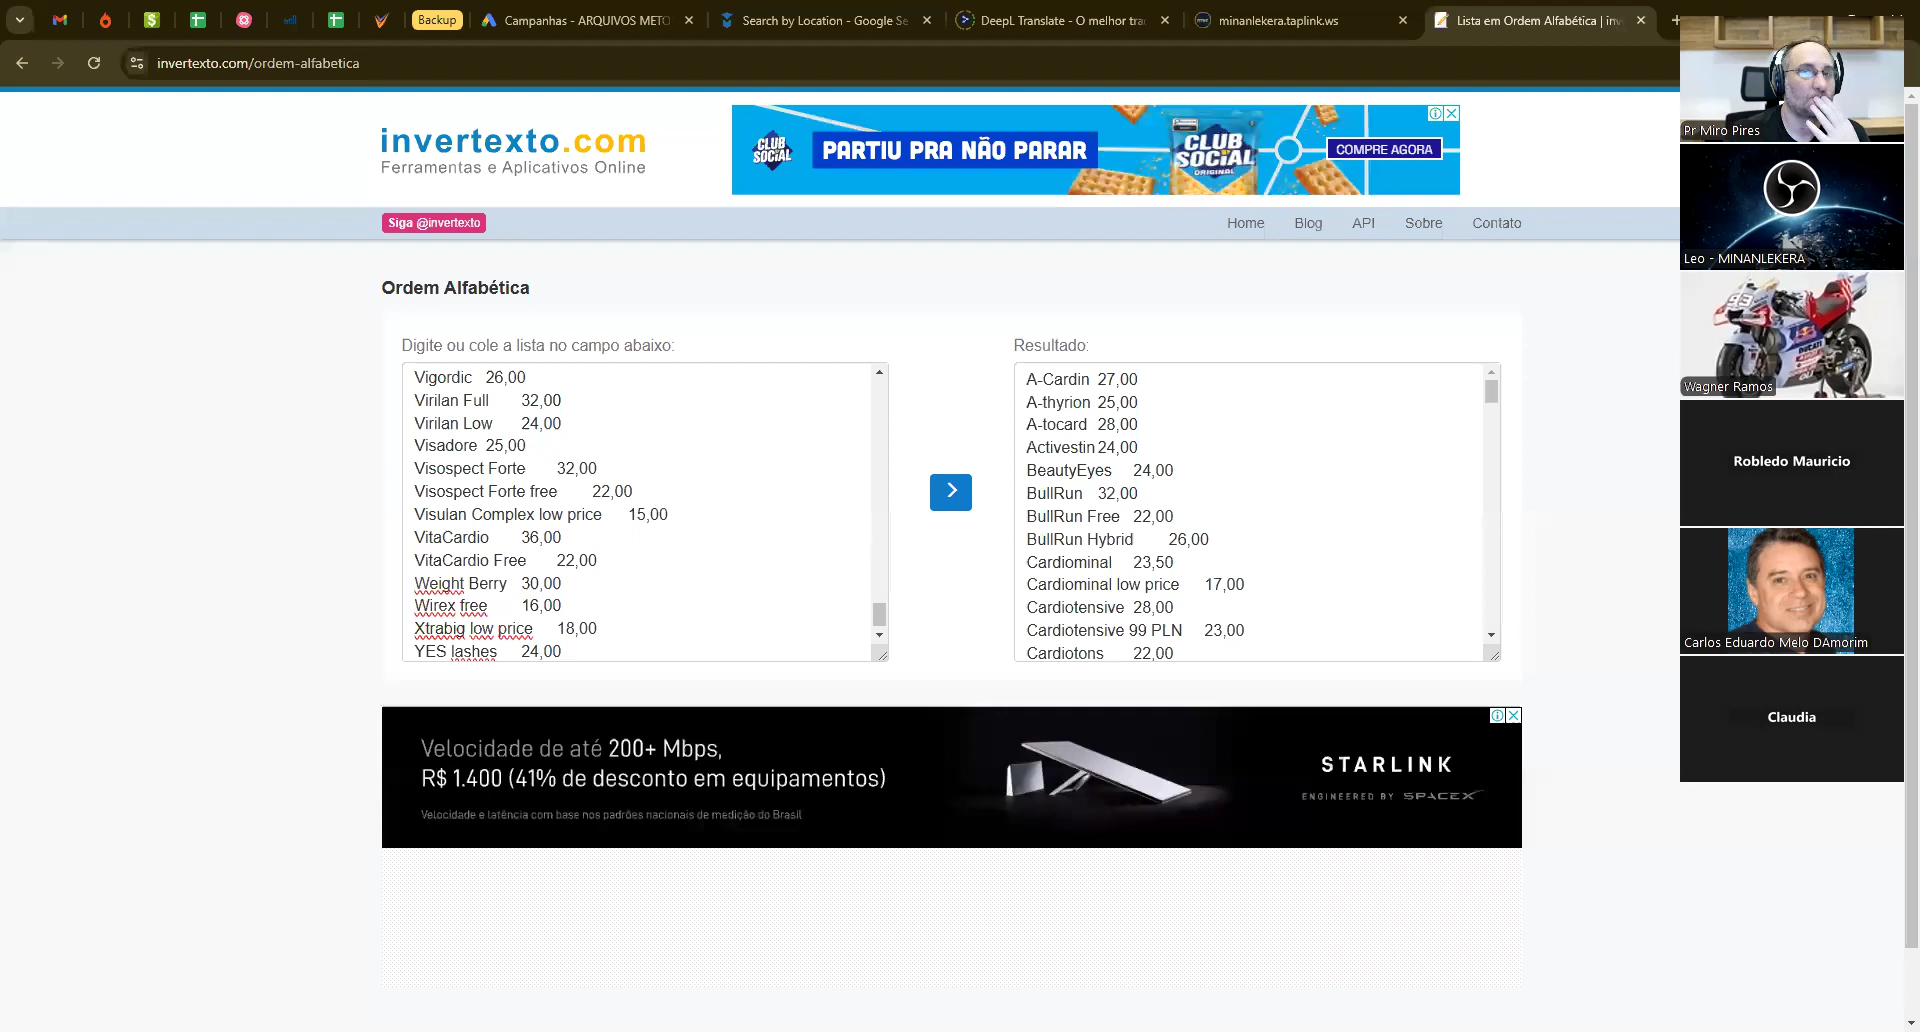 Backup
Campanhas - ARQUIVOS METO
Search by Location - Google Se
DeepL Translate - O melhor tra
minanlekera.taplink.ws
Lista em Ordem Alfabética | inv
invertexto.com/ordem-alfabetica
invertexto.com
Ferramentas e Aplicativos Online
CLUB SOCIAL
PARTIU PRA NÃO PARAR
CLUB SOCIAL
ORIGINAL
COMPRE AGORA
Siga @invertexto
Home
Blog
API
Sobre
Contato
Ordem Alfabética
Digite ou cole a lista no campo abaixo:
Vigordic 26,00
Virilan Full 32,00
Virilan Low 24,00
Visadore 25,00
Visospect Forte 32,00
Visospect Forte free 22,00
Visulan Complex low price 15,00
VitaCardio 36,00
VitaCardio Free 22,00
Weight Berry 30,00
Wirex free 16,00
Xtrabig low price 18,00
YES lashes 24,00
Resultado:
A-Cardin 27,00
A-thyrion 25,00
A-tocard 28,00
Activestin 24,00
BeautyEyes 24,00
BullRun 32,00
BullRun Free 22,00
BullRun Hybrid 26,00
Cardiominal 23,50
Cardiominal low price 17,00
Cardiotensive 28,00
Cardiotensive 99 PLN 23,00
Cardiotons 22,00
Velocidade de até 200+ Mbps,
R$ 1.400 (41% de desconto em equipamentos)
Velocidade e latência com base nos padrões nacionais de medição do Brasil
STARLINK
ENGINEERED BY SPACEX
Pr Miro Pires
Leo - MINANLEKERA
93
DUCATI
Wagner Ramos
Robledo Mauricio
Carlos Eduardo Melo DAmorim
Claudia